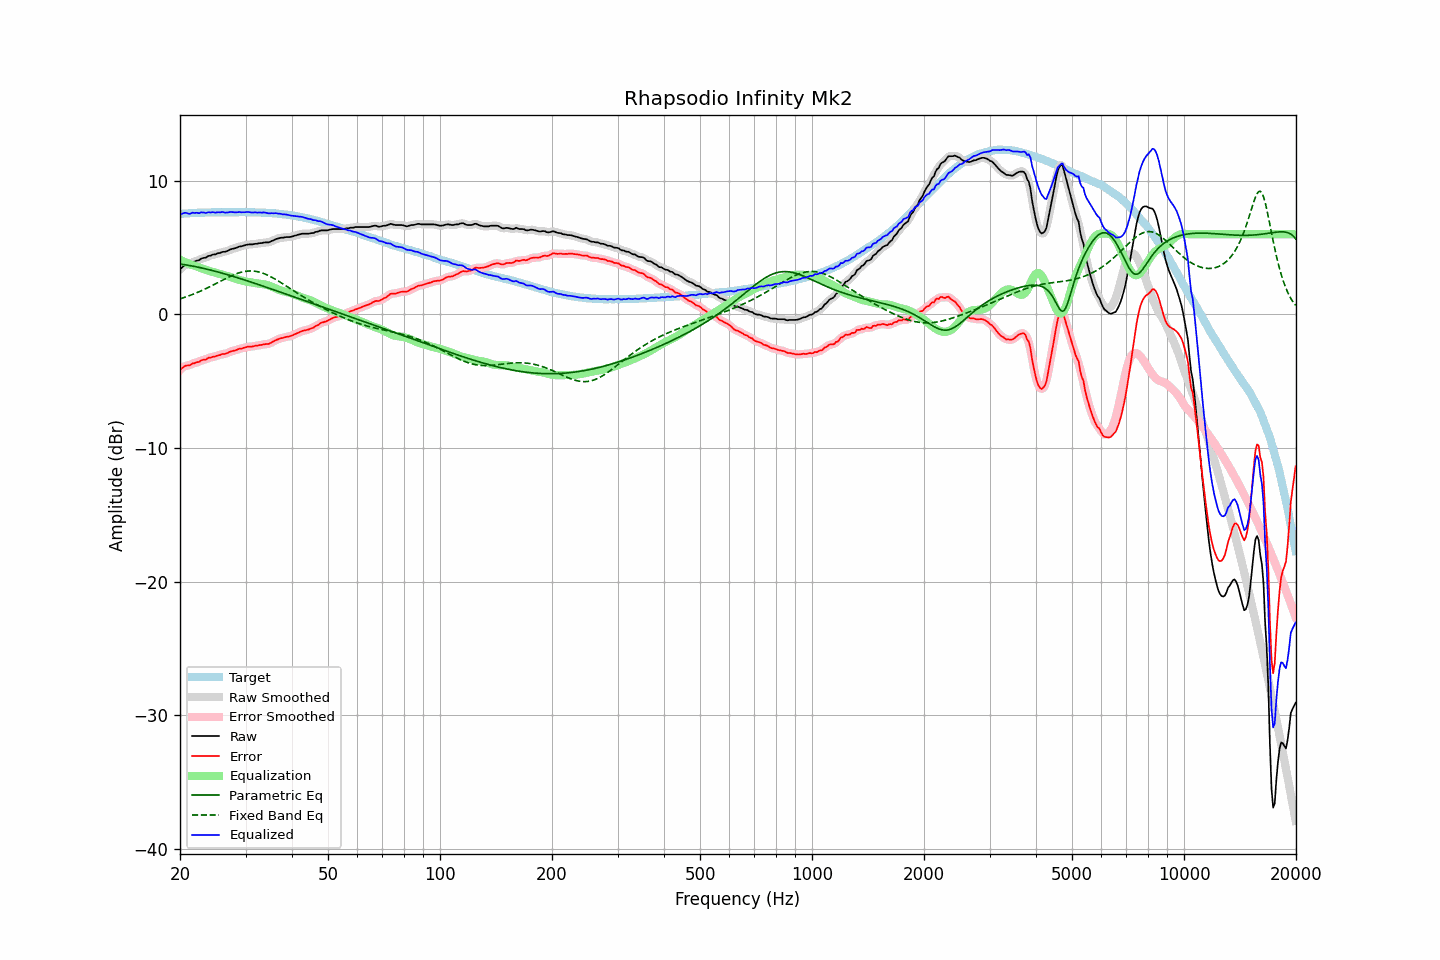 Rhapsodio Infinity Mk2
Amplitude (dBr)
10
0
−10
−20
−30
−40
Target
Raw Smoothed
Error Smoothed
Raw
Error
Equalization
Parametric Eq
Fixed Band Eq
Equalized
20 50 100 200 500 1000 2000 5000 10000 20000
Frequency (Hz)